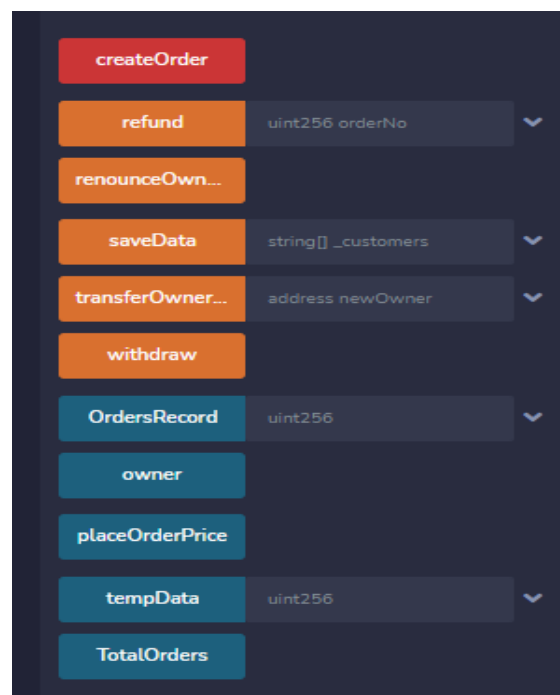 createOrder
refund uint256 orderNo
renounceOwn...
saveData string[] _customers
transferOwner... address newOwner
withdraw
OrdersRecord uint256
owner
placeOrderPrice
tempData uint256
TotalOrders